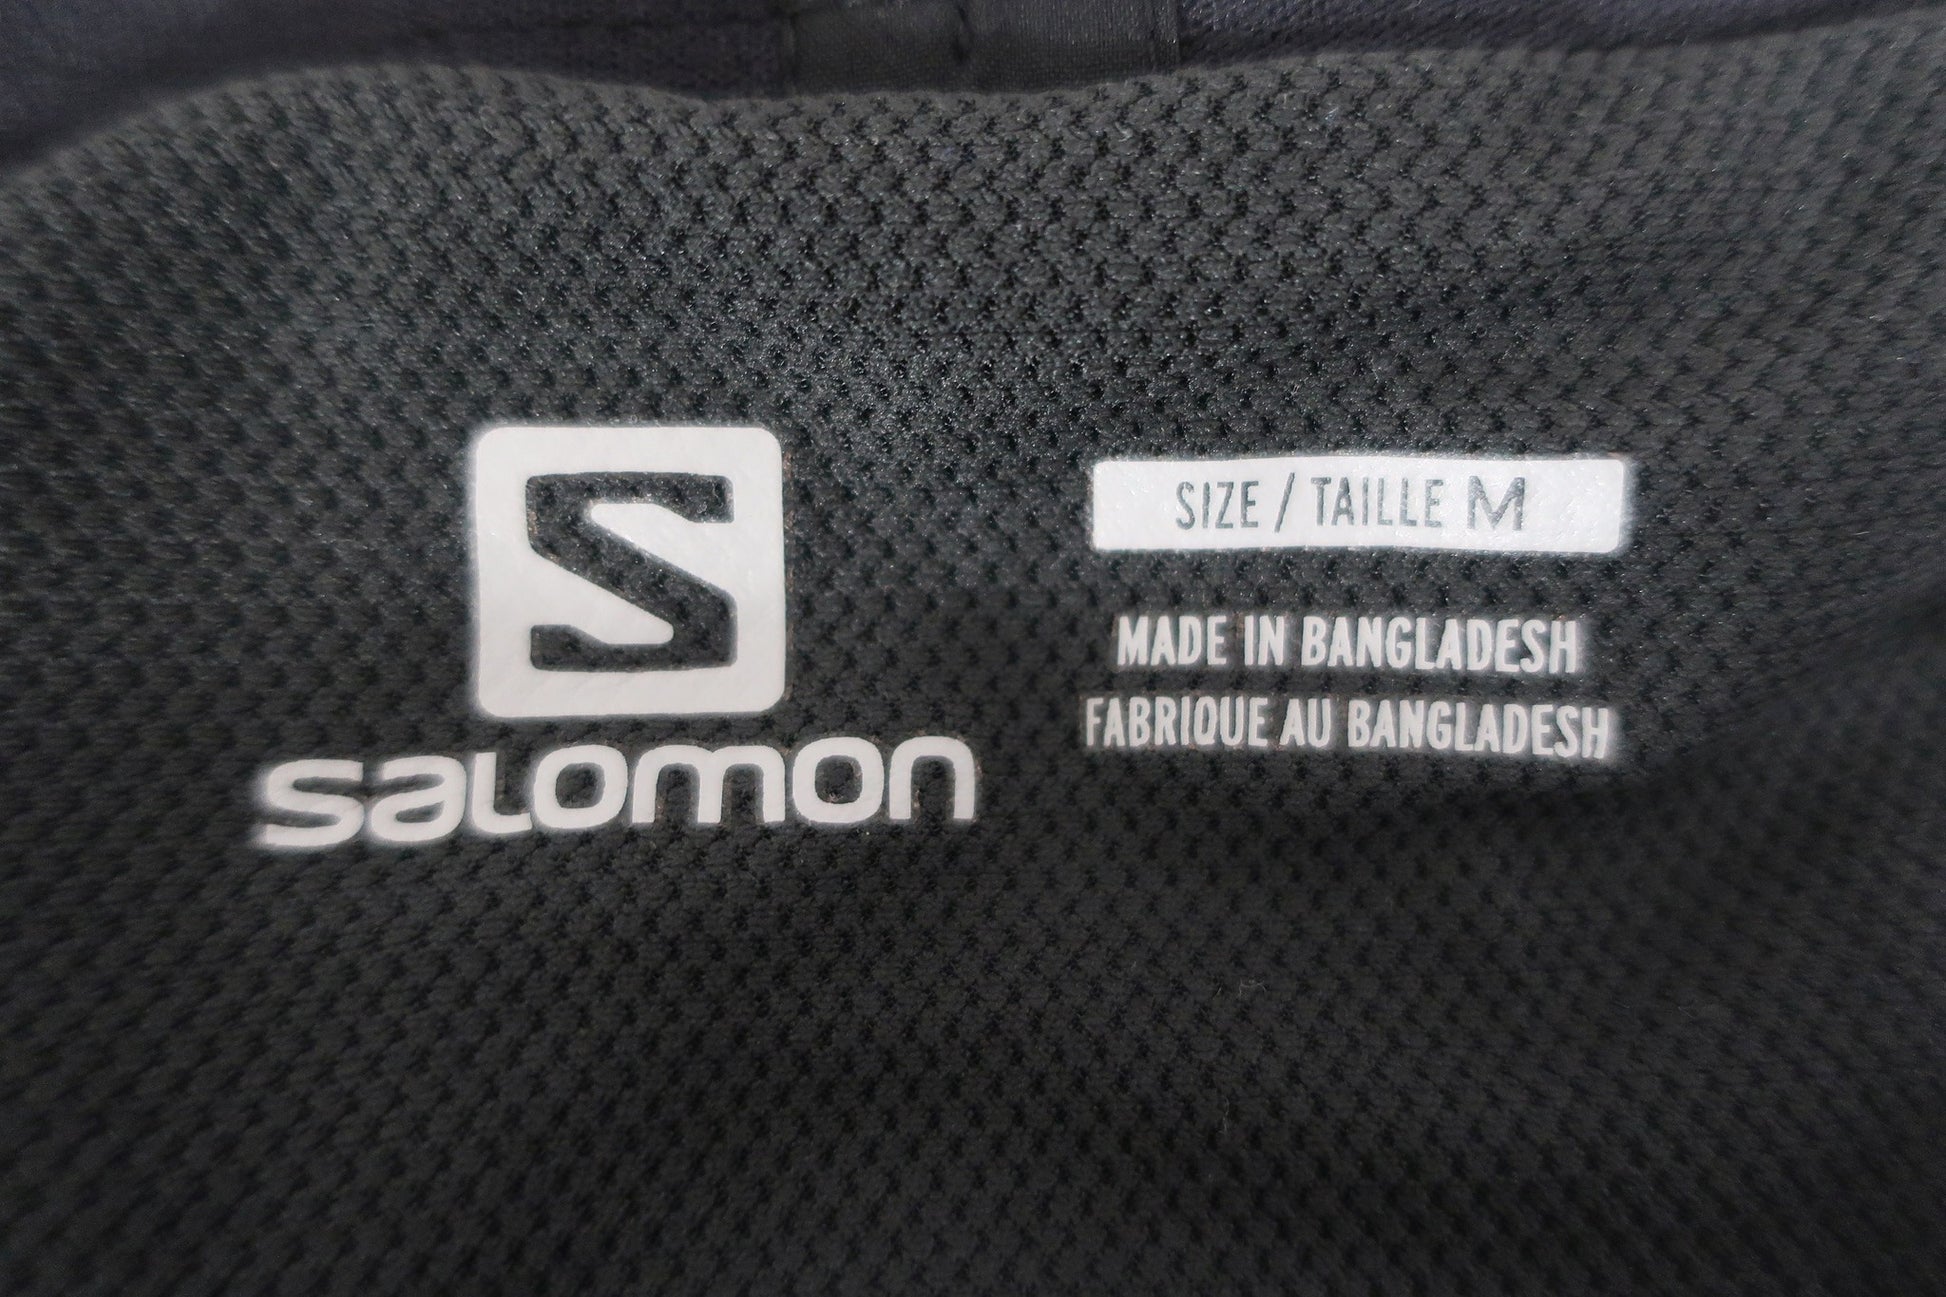 S
salomon
SIZE / TAILLE M
MADE IN BANGLADESH
FABRIQUE AU BANGLADESH